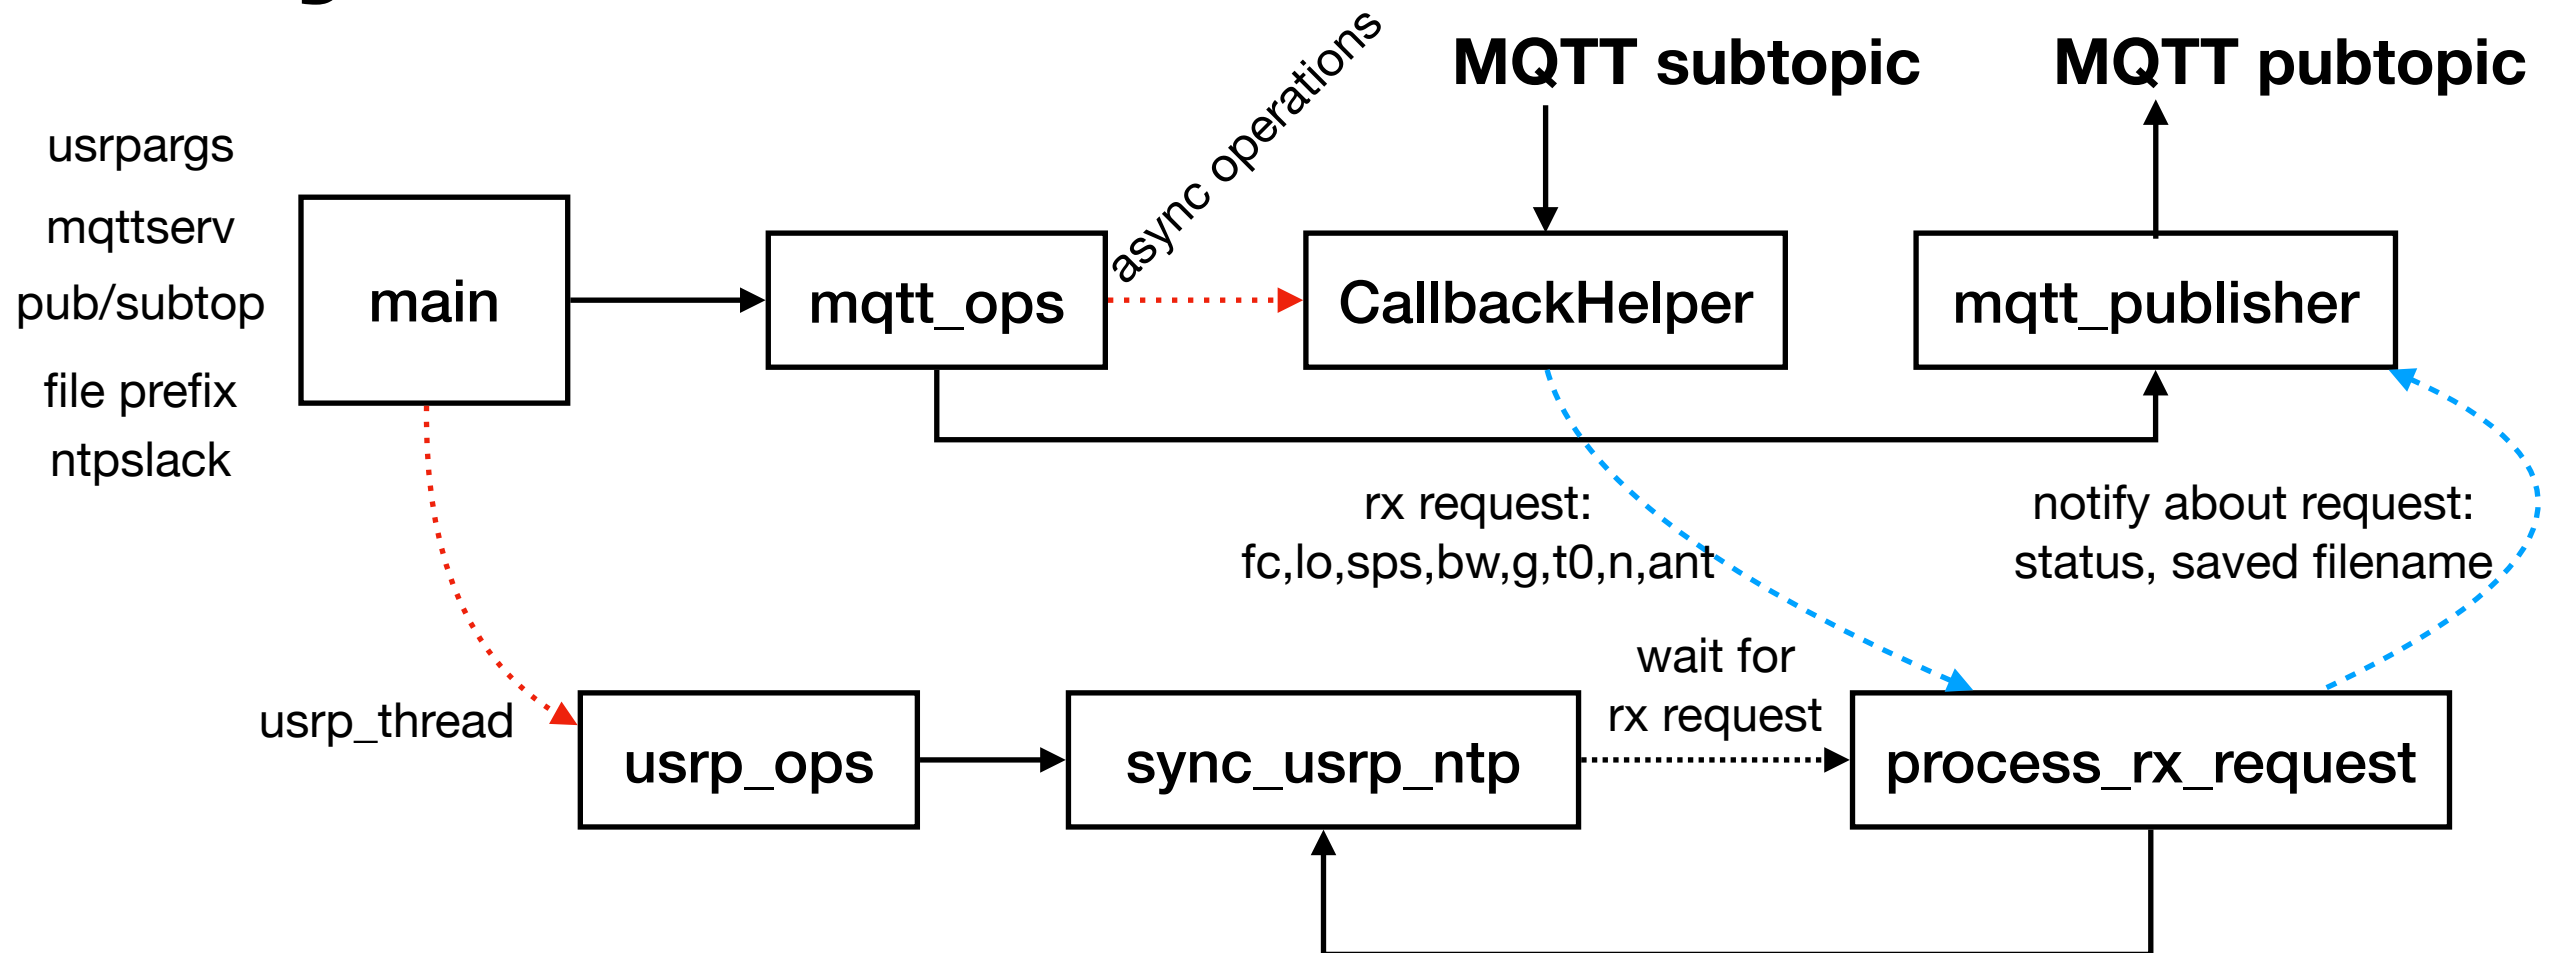 async operations
MQTT subtopic
MQTT pubtopic
usrpargs
mqttserv
pub/subtop
file prefix
ntpslack
main
mqtt_ops
CallbackHelper
mqtt_publisher
rx request:
fc,lo,sps,bw,g,t0,n,ant
notify about request:
status, saved filename
wait for
rx request
usrp_thread
usrp_ops
sync_usrp_ntp
process_rx_request